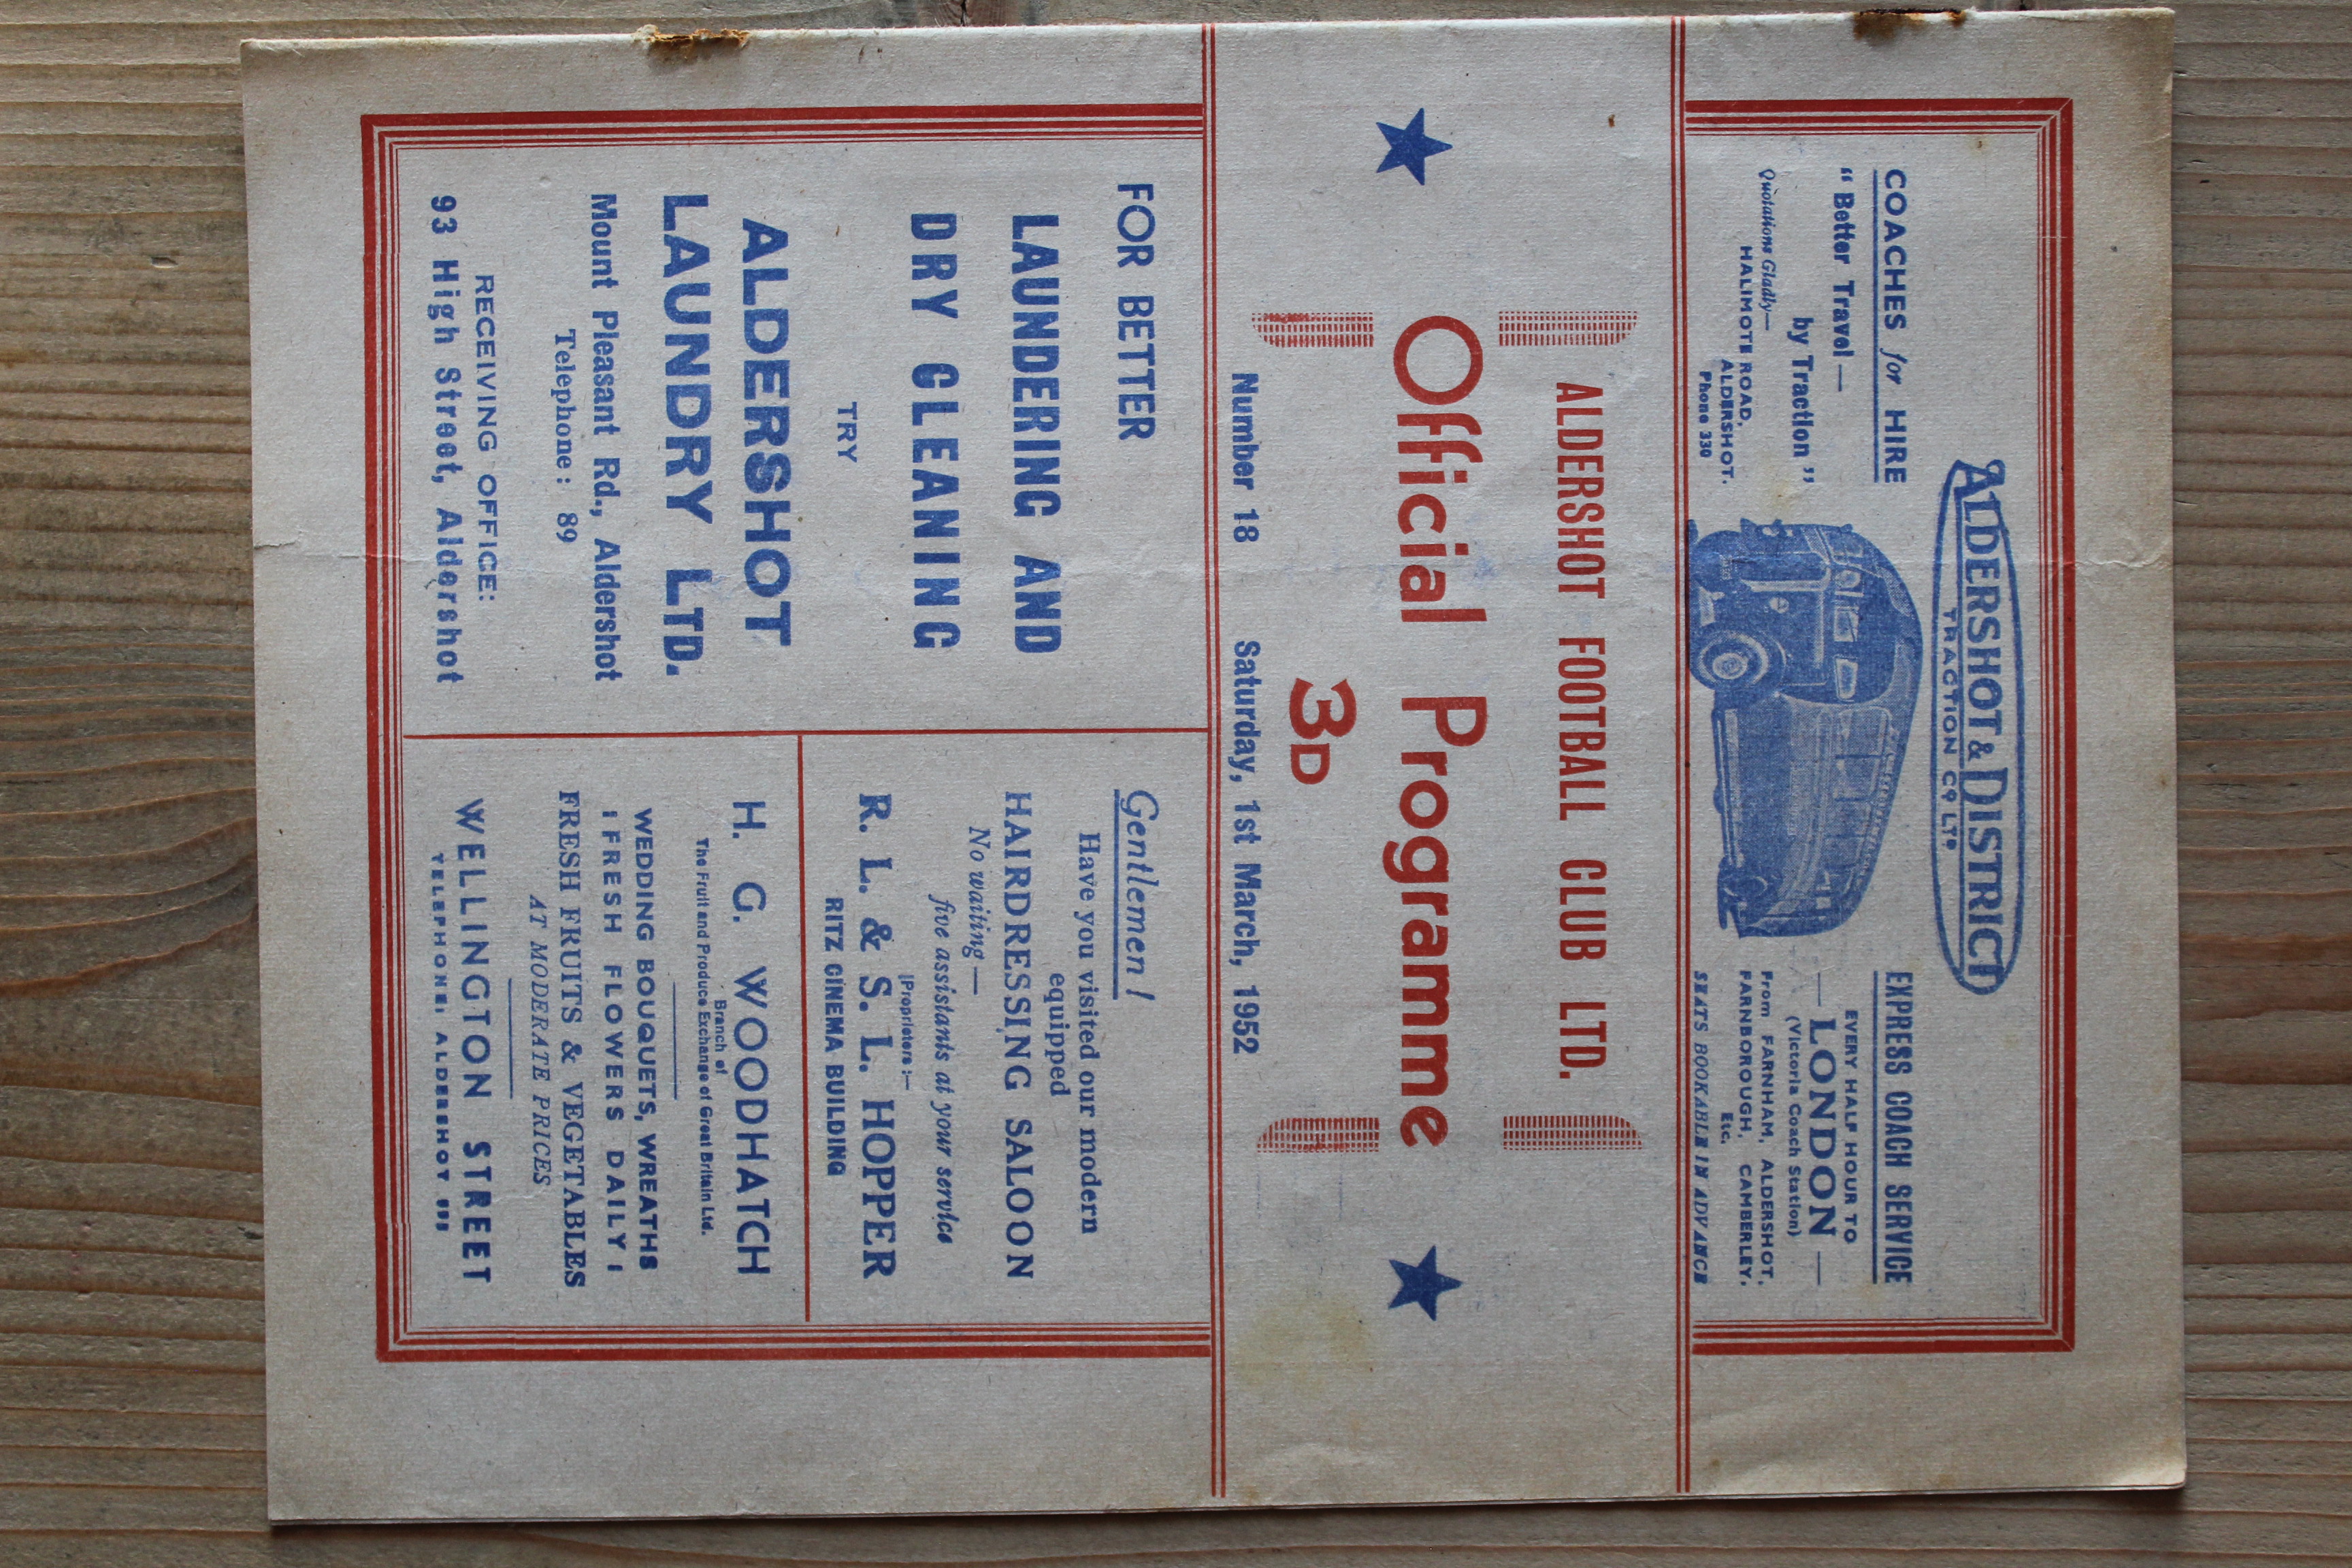 ALDERSHOT & DISTRICT
TRACTION CO LTD
COACHES for HIRE
“ Better Travel —
by Traction ”
Quotations Gladly—
HALIMOTE ROAD,
ALDERSHOT.
Phone 330
EXPRESS COACH SERVICE
EVERY HALF HOUR TO
— LONDON —
(Victoria Coach Station)
From FARNHAM, ALDERSHOT,
FARNBOROUGH, CAMBERLEY,
Etc.
SEATS BOOKABLE IN ADVANCE
ALDERSHOT FOOTBALL CLUB LTD.
Official Programme
3D
Number 18 Saturday, 1st March, 1952
FOR BETTER
LAUNDERING AND
DRY CLEANING
TRY
ALDERSHOT
LAUNDRY LTD.
Mount Pleasant Rd., Aldershot
Telephone : 89
RECEIVING OFFICE:
93 High Street, Aldershot
Gentlemen !
Have you visited our modern
equipped
HAIRDRESSING SALOON
No waiting—
five assistants at your service
Proprietors :—
R. L. & S. L. HOPPER
RITZ CINEMA BUILDING
H. G. WOODHATCH
Branch of
The Fruit and Produce Exchange of Great Britain Ltd.
WEDDING BOUQUETS, WREATHS
! FRESH FLOWERS DAILY !
FRESH FRUITS & VEGETABLES
AT MODERATE PRICES
WELLINGTON STREET
TELEPHONE: ALDERSHOT